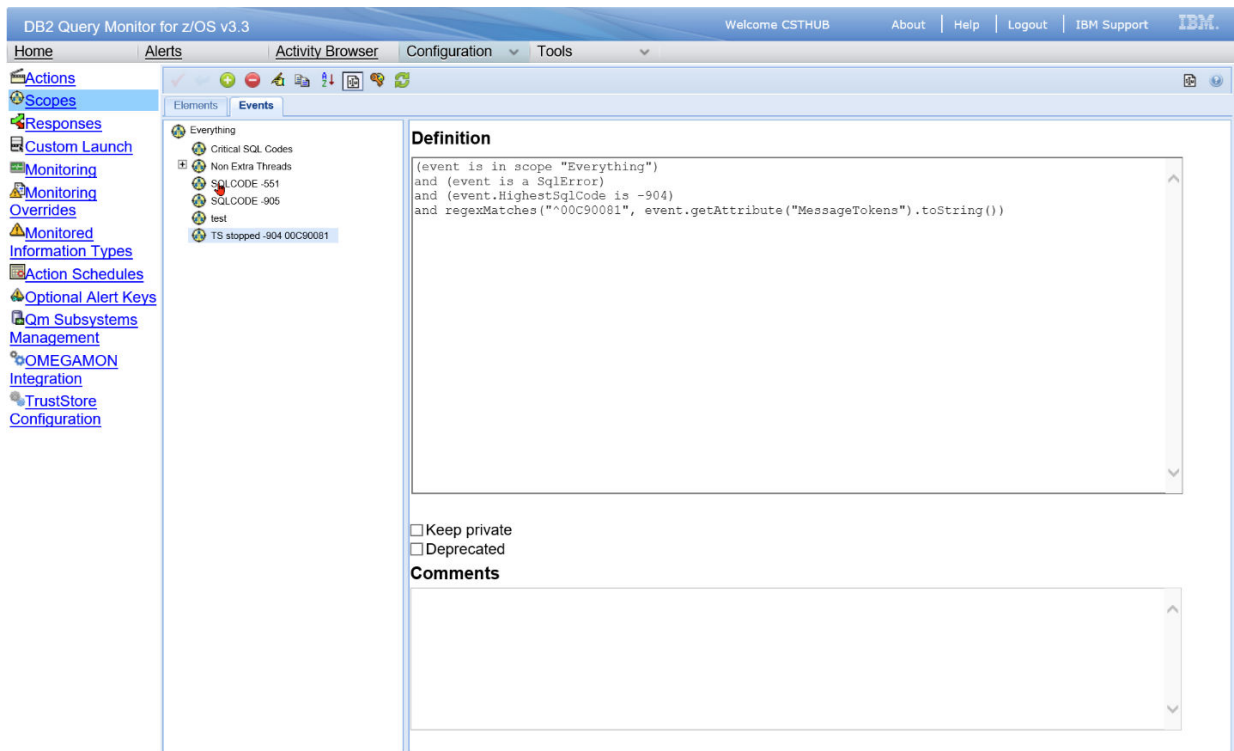 DB2 Query Monitor for z/OS v3.3
Welcome CSTHUB
About
Help
Logout
IBM Support
IBM.
Home
Alerts
Activity Browser
Configuration
Tools
Actions
Scopes
Responses
Custom Launch
Monitoring
Monitoring
Overrides
Monitored
Information Types
Action Schedules
Optional Alert Keys
Qm Subsystems
Management
OMEGAMON
Integration
TrustStore
Configuration
Elements
Events
Everything
Critical SQL Codes
Non Extra Threads
SQLCODE -551
SQLCODE -905
test
TS stopped -904 00C90081
Definition
(event is in scope "Everything")
and (event is a SqlError)
and (event.HighestSqlCode is -904)
and regexMatches("^00C90081", event.getAttribute("MessageTokens").toString())
Keep private
Deprecated
Comments